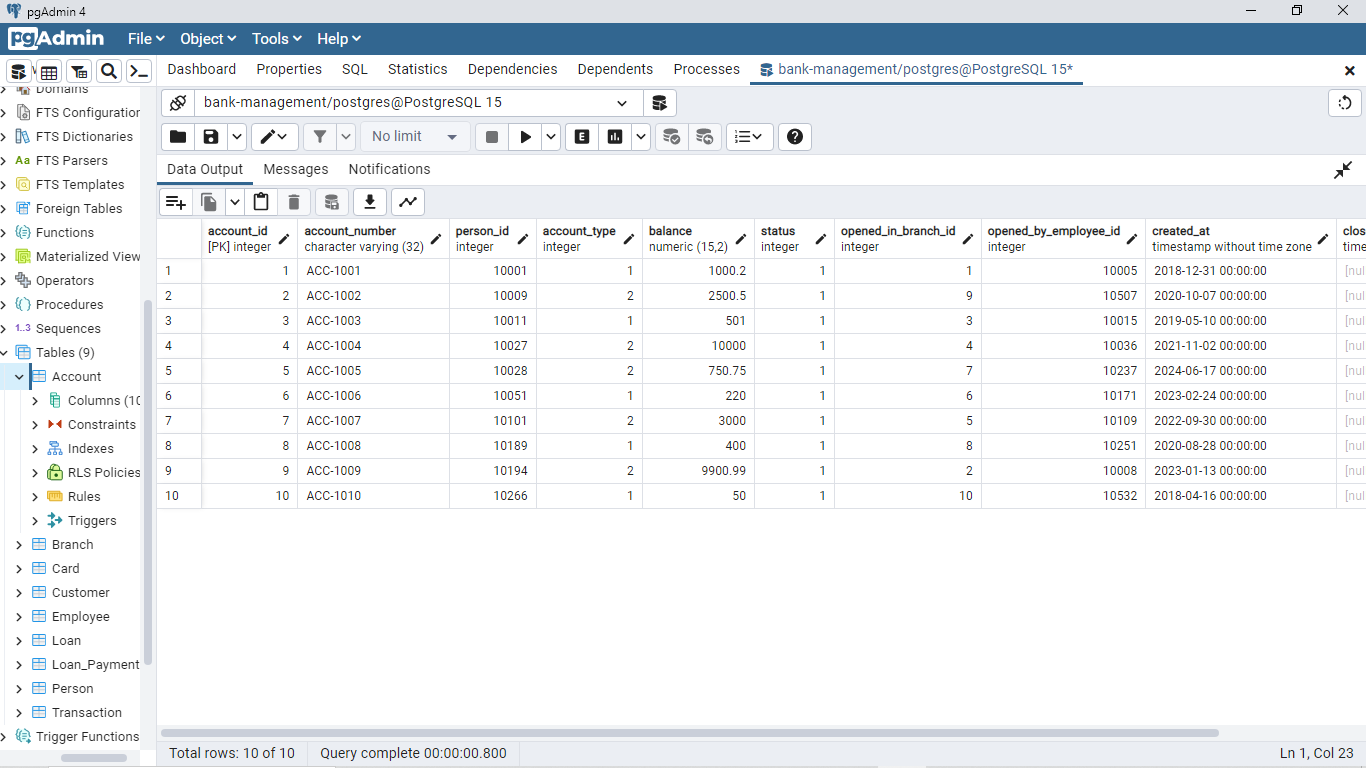 pgAdmin 4
pgAdmin File Object Tools Help
Dashboard Properties SQL Statistics Dependencies Dependents Processes bank-management/postgres@PostgreSQL 15*
Domains
FTS Configuration
FTS Dictionaries
Aa FTS Parsers
FTS Templates
Foreign Tables
Functions
Materialized View
Operators
Procedures
1..3 Sequences
Tables (9)
Account
Columns (10
Constraints
Indexes
RLS Policies
Rules
Triggers
Branch
Card
Customer
Employee
Loan
Loan_Payment
Person
Transaction
Trigger Functions
bank-management/postgres@PostgreSQL 15
No limit E
Data Output Messages Notifications
account_id account_number person_id account_type balance status opened_in_branch_id opened_by_employee_id created_at clos
[PK] integer character varying (32) integer integer numeric (15,2) integer integer integer timestamp without time zone time
1 1 ACC-1001 10001 1 1000.2 1 1 10005 2018-12-31 00:00:00 [nul
2 2 ACC-1002 10009 2 2500.5 1 9 10507 2020-10-07 00:00:00 [nul
3 3 ACC-1003 10011 1 501 1 3 10015 2019-05-10 00:00:00 [nul
4 4 ACC-1004 10027 2 10000 1 4 10036 2021-11-02 00:00:00 [nul
5 5 ACC-1005 10028 2 750.75 1 7 10237 2024-06-17 00:00:00 [nul
6 6 ACC-1006 10051 1 220 1 6 10171 2023-02-24 00:00:00 [nul
7 7 ACC-1007 10101 2 3000 1 5 10109 2022-09-30 00:00:00 [nul
8 8 ACC-1008 10189 1 400 1 8 10251 2020-08-28 00:00:00 [nul
9 9 ACC-1009 10194 2 9900.99 1 2 10008 2023-01-13 00:00:00 [nul
10 10 ACC-1010 10266 1 50 1 10 10532 2018-04-16 00:00:00 [nul
Total rows: 10 of 10 Query complete 00:00:00.800 Ln 1, Col 23